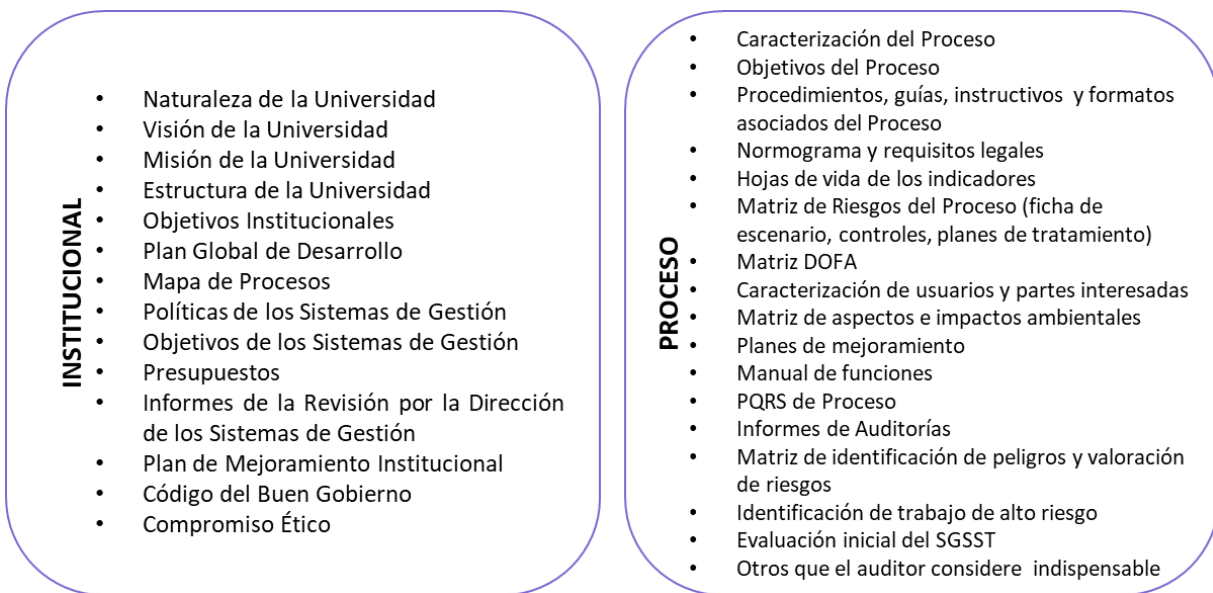 INSTITUCIONAL
• Naturaleza de la Universidad
• Visión de la Universidad
• Misión de la Universidad
• Estructura de la Universidad
• Objetivos Institucionales
• Plan Global de Desarrollo
• Mapa de Procesos
• Políticas de los Sistemas de Gestión
• Objetivos de los Sistemas de Gestión
• Presupuestos
• Informes de la Revisión por la Dirección
de los Sistemas de Gestión
• Plan de Mejoramiento Institucional
• Código del Buen Gobierno
• Compromiso Ético
PROCESO
• Caracterización del Proceso
• Objetivos del Proceso
• Procedimientos, guías, instructivos y formatos
asociados del Proceso
• Normograma y requisitos legales
• Hojas de vida de los indicadores
• Matriz de Riesgos del Proceso (ficha de
escenario, controles, planes de tratamiento)
• Matriz DOFA
• Caracterización de usuarios y partes interesadas
• Matriz de aspectos e impactos ambientales
• Planes de mejoramiento
• Manual de funciones
• PQRS de Proceso
• Informes de Auditorías
• Matriz de identificación de peligros y valoración
de riesgos
• Identificación de trabajo de alto riesgo
• Evaluación inicial del SGSST
• Otros que el auditor considere indispensable